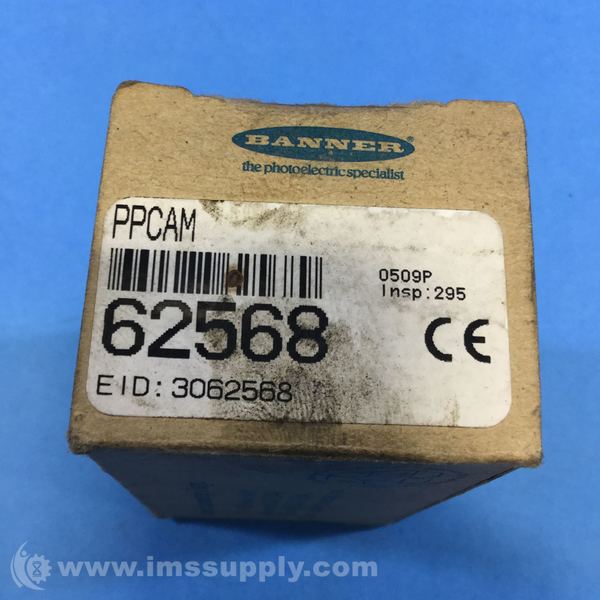 BANNER
the photoelectric specialist
PPCAM
0509P
Insp:295
62568
CE
EID: 3062568
www.imssupply.com